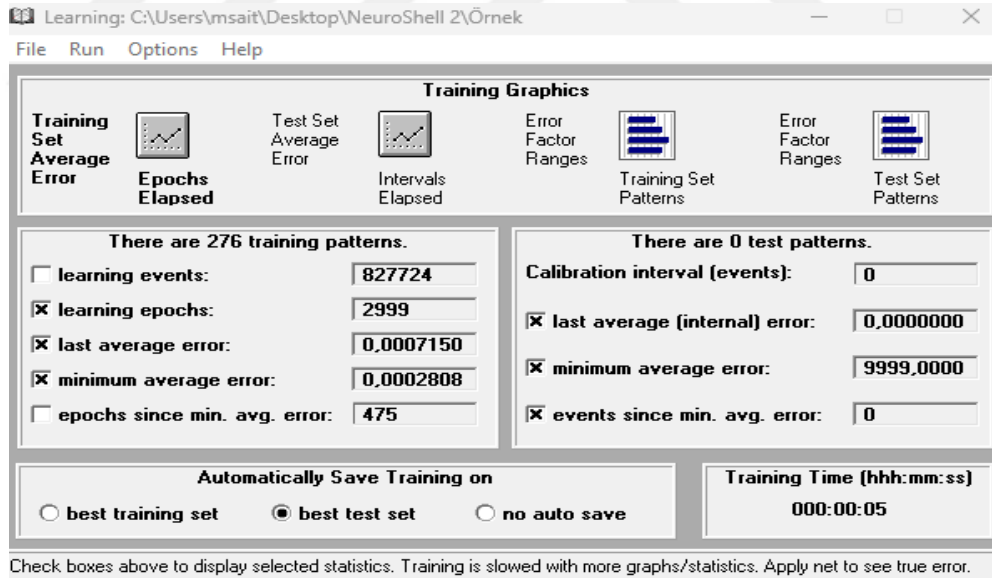 Learning: C:\Users\msait\Desktop\NeuroShell 2\Örnek
File Run Options Help
Training Graphics
Training Set Average Error
Epochs Elapsed
Test Set Average Error
Intervals Elapsed
Error Factor Ranges
Training Set Patterns
Error Factor Ranges
Test Set Patterns
There are 276 training patterns.
learning events: 827724
learning epochs: 2999
last average error: 0,0007150
minimum average error: 0,0002808
epochs since min. avg. error: 475
There are 0 test patterns.
Calibration interval (events): 0
last average (internal) error: 0,0000000
minimum average error: 9999,0000
events since min. avg. error: 0
Automatically Save Training on
best training set best test set no auto save
Training Time (hhh:mm:ss)
000:00:05
Check boxes above to display selected statistics. Training is slowed with more graphs/statistics. Apply net to see true error.